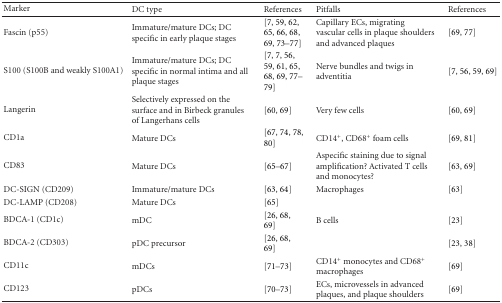 Marker DC type References Pitfalls References
Fascin (p55) Immature/mature DCs; DC specific in early plaque stages [7, 59, 62, 65, 66, 68, 69, 73–77] Capillary ECs, migrating vascular cells in plaque shoulders and advanced plaques [69, 77]
S100 (S100B and weakly S100A1) Immature/mature DCs; DC specific in normal intima and all plaque stages [7, 7, 56, 59, 61, 65, 68, 69, 77–79] Nerve bundles and twigs in adventitia [7, 56, 59, 69]
Langerin Selectively expressed on the surface and in Birbeck granules of Langerhans cells [60, 69] Very few cells [60, 69]
CD1a Mature DCs [67, 74, 78, 80] CD14+, CD68+ foam cells [69, 81]
CD83 Mature DCs [65–67] Aspecific staining due to signal amplification? Activated T cells and monocytes? [63, 69]
DC-SIGN (CD209) Immature/mature DCs [63, 64] Macrophages [63]
DC-LAMP (CD208) Mature DCs [65]
BDCA-1 (CD1c) mDC [26, 68, 69] B cells [23]
BDCA-2 (CD303) pDC precursor [26, 68, 69] [23, 38]
CD11c mDCs [71–73] CD14+ monocytes and CD68+ macrophages [69]
CD123 pDCs [70–73] ECs, microvessels in advanced plaques, and plaque shoulders [69]